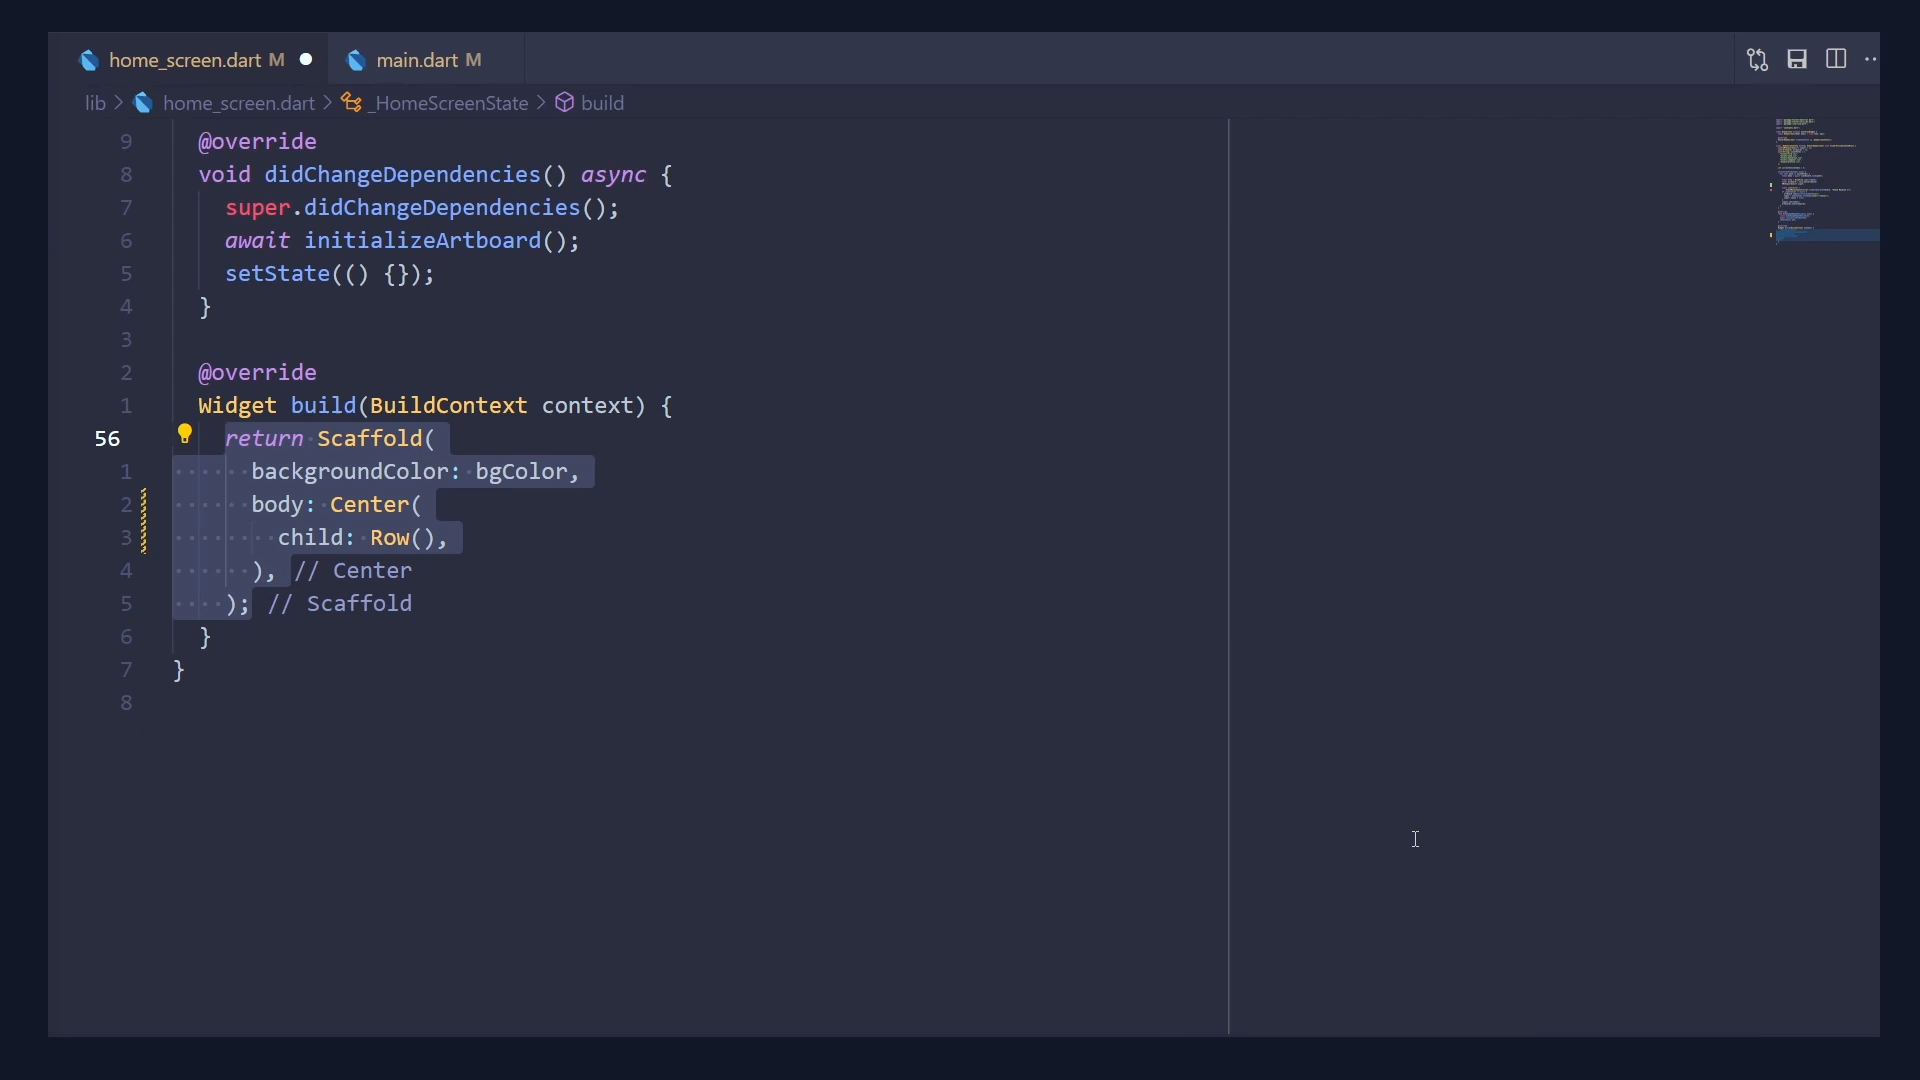 home_screen.dart M
main.dart M
lib > home_screen.dart > _HomeScreenState > build
9 @override
8 void didChangeDependencies() async {
7 super.didChangeDependencies();
6 await initializeArtboard();
5 setState(() {});
4 }
3
2 @override
1 Widget build(BuildContext context) {
56 return Scaffold(
1 backgroundColor: bgColor,
2 body: Center(
3 child: Row(),
4 ), // Center
5 ); // Scaffold
6 }
7 }
8